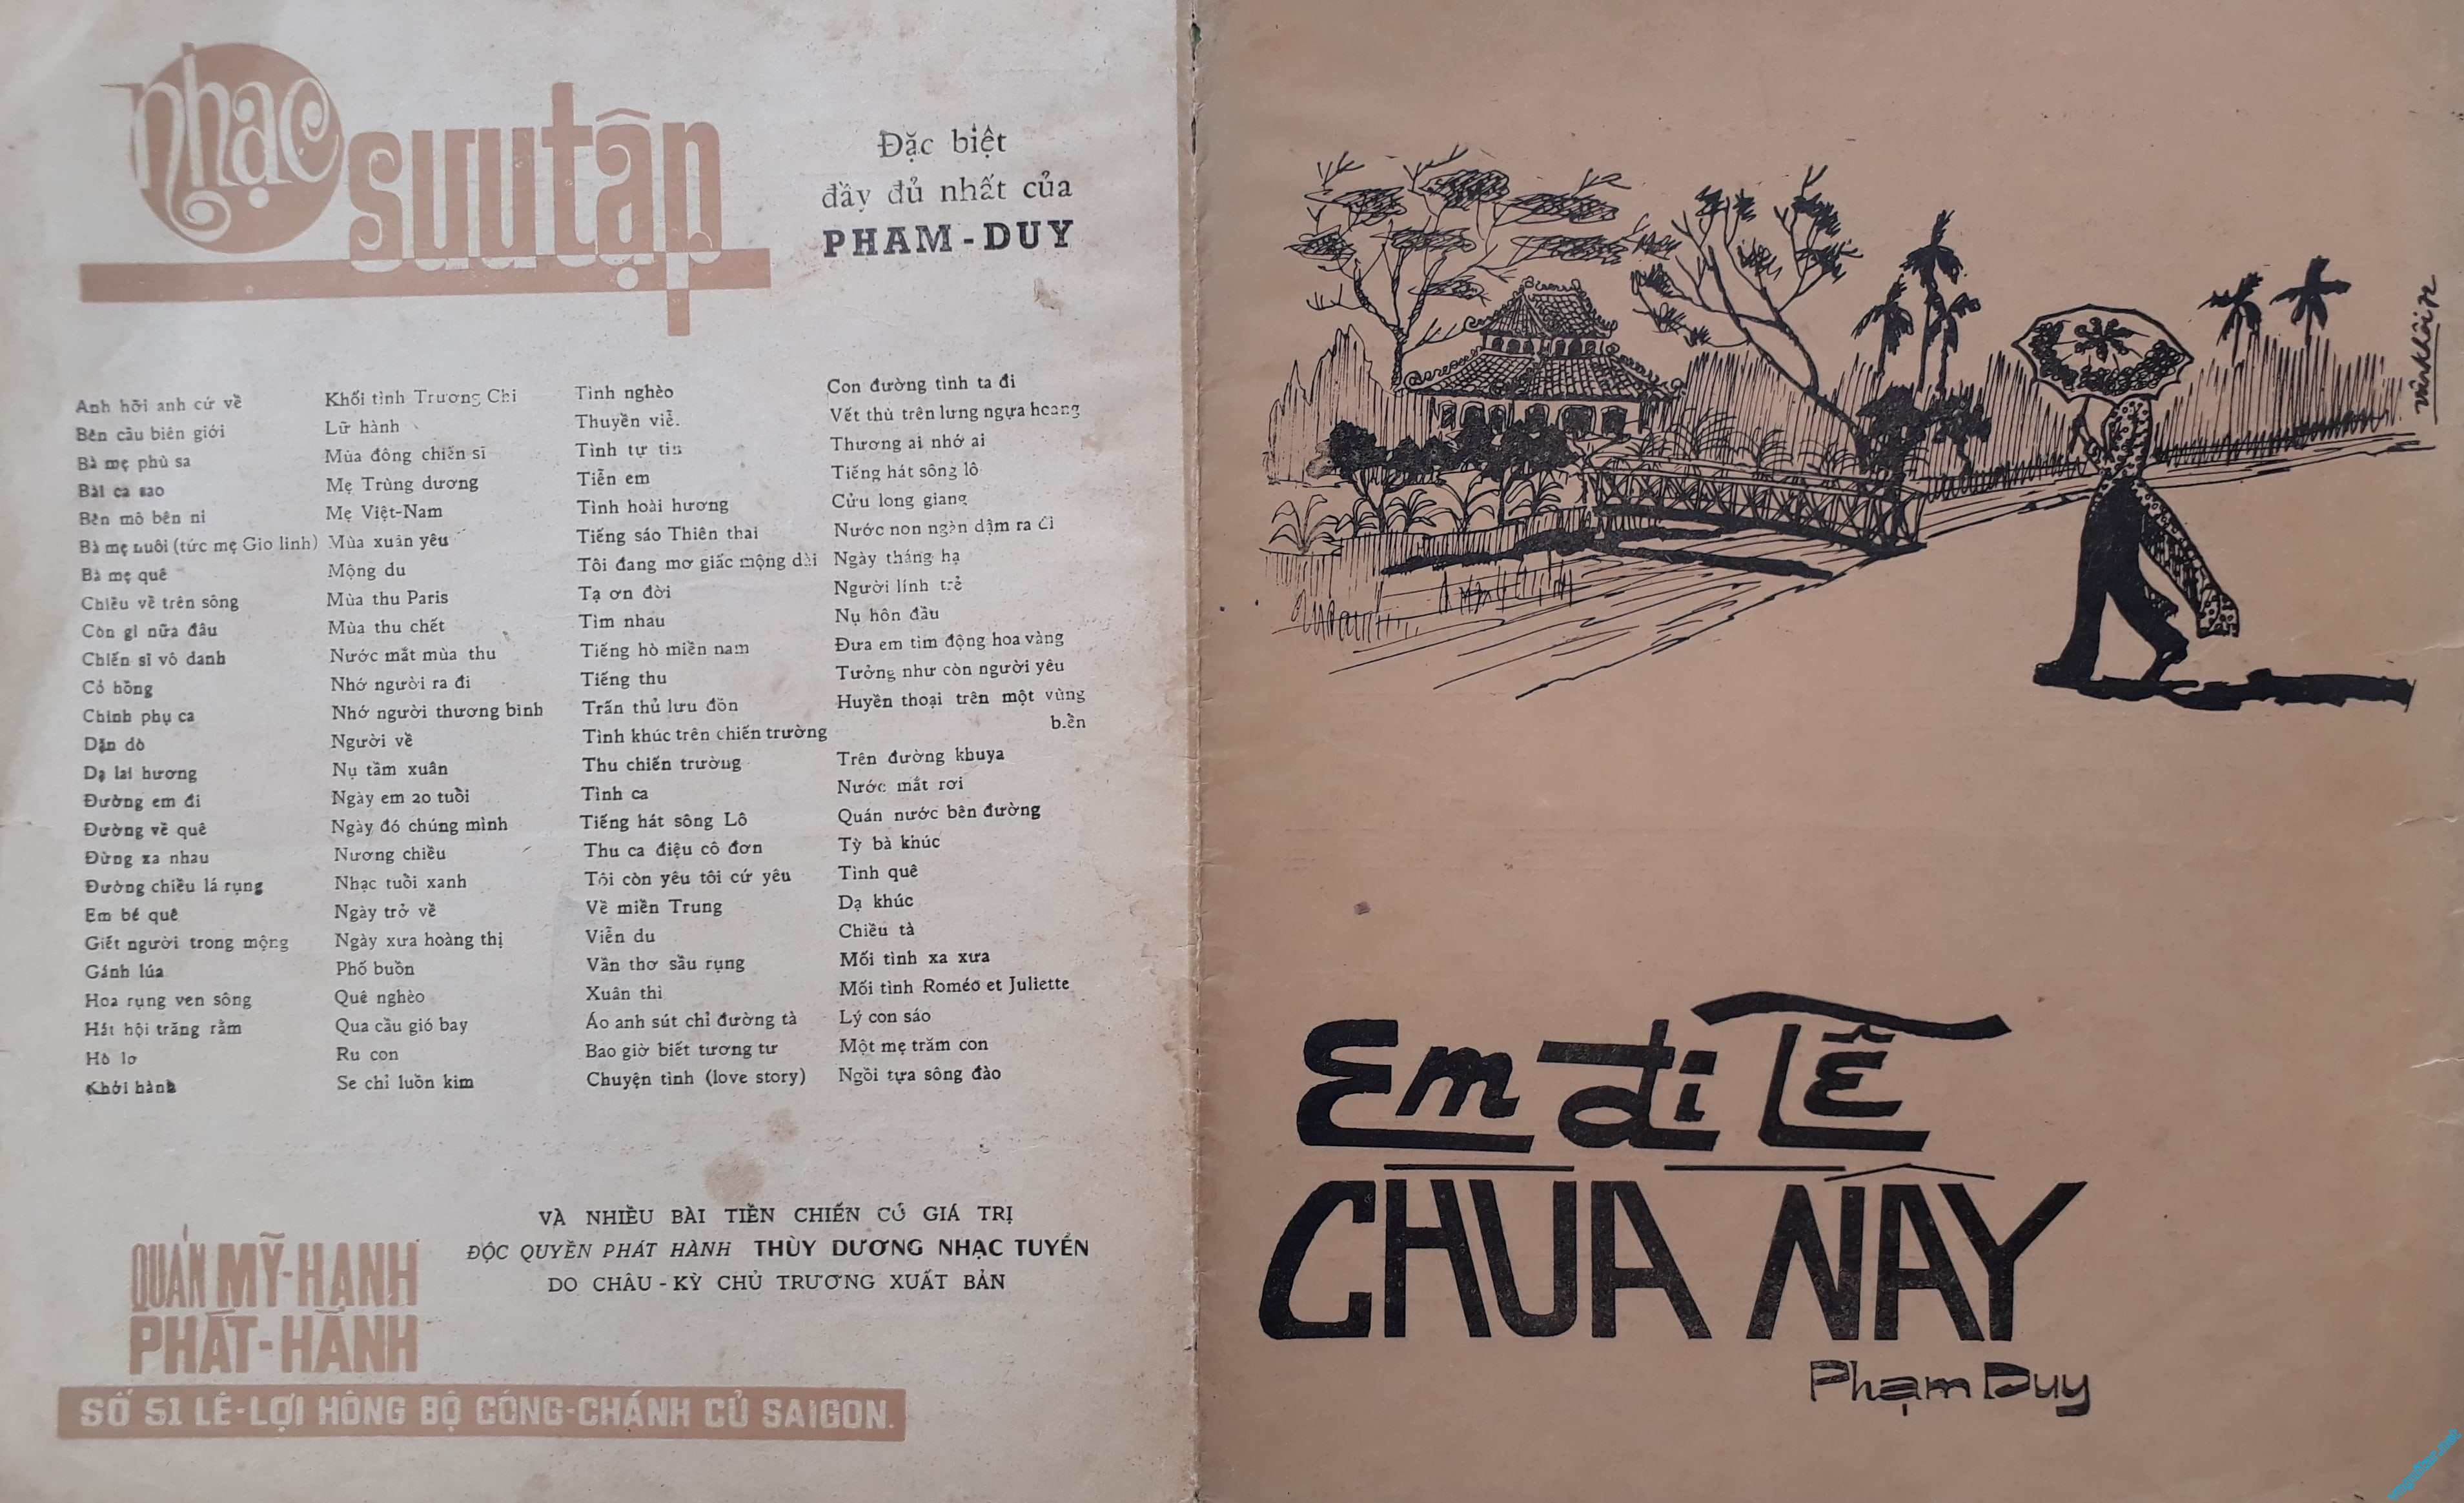 nhạc sưu tập
Đặc biệt
đầy đủ nhất của
PHAM - DUY
Anh hỡi anh cứ về
Bên cầu biên giới
Bà mẹ phù sa
Bài ca sao
Bên mô bên ni
Bà mẹ nuôi (tức mẹ Gio linh)
Bà mẹ quê
Chiều về trên sông
Còn gì nữa đâu
Chiến sĩ vô danh
Cỏ hồng
Chinh phụ ca
Dặn dò
Dạ lai hương
Đường em đi
Đường về quê
Đừng xa nhau
Đường chiều lá rụng
Em bé quê
Giết người trong mộng
Gánh lúa
Hoa rụng ven sông
Hát hội trăng rằm
Hò lơ
Khởi hành
Khối tình Trương Chi
Lữ hành
Mùa đông chiến sĩ
Mẹ Trùng dương
Mẹ Việt-Nam
Mùa xuân yêu
Mộng du
Mùa thu Paris
Mùa thu chết
Nước mắt mùa thu
Nhớ người ra đi
Nhớ người thương binh
Người về
Nụ tầm xuân
Ngày em 20 tuổi
Ngày đó chúng mình
Nương chiều
Nhạc tuổi xanh
Ngày trở về
Ngày xưa hoàng thị
Phố buồn
Quê nghèo
Qua cầu gió bay
Ru con
Se chỉ luồn kim
Tình nghèo
Thuyền viễ.
Tình tự tin
Tiễn em
Tình hoài hương
Tiếng sáo Thiên thai
Tôi đang mơ giấc mộng dài
Tạ ơn đời
Tìm nhau
Tiếng hò miền nam
Tiếng thu
Trấn thủ lưu đồn
Tình khúc trên chiến trường
Thu chiến trường
Tình ca
Tiếng hát sông Lô
Thu ca điệu cô đơn
Tôi còn yêu tôi cứ yêu
Về miền Trung
Viễn du
Vần thơ sầu rụng
Xuân thì
Áo anh sút chỉ đường tà
Bao giờ biết tương tư
Chuyện tình (love story)
Con đường tình ta đi
Vết thù trên lưng ngựa hoang
Thương ai nhớ ai
Tiếng hát sông lô
Cửu long giang
Nước non ngàn dậm ra đi
Ngày tháng hạ
Người lính trẻ
Nụ hôn đầu
Đưa em tìm động hoa vàng
Tưởng như còn người yêu
Huyền thoại trên một vùng
b.ển
Trên đường khuya
Nước mắt rơi
Quán nước bên đường
Tỳ bà khúc
Tình quê
Dạ khúc
Chiều tà
Mối tình xa xưa
Mối tình Roméo et Juliette
Lý con sáo
Một mẹ trăm con
Ngồi tựa sông đào
VÀ NHIỀU BÀI TIỀN CHIẾN CÓ GIÁ TRỊ
ĐỘC QUYỀN PHÁT HÀNH THÙY DƯƠNG NHẠC TUYỂN
DO CHÂU - KỲ CHỦ TRƯƠNG XUẤT BẢN
QUÁN MỸ-HẠNH
PHÁT-HÀNH
SỐ 51 LÊ-LỢI HÔNG BỘ CÔNG-CHÁNH CỦ SAIGON.
Vănkhôi 72
Em đi Lễ
CHÙA NÂY
Phạm Duy